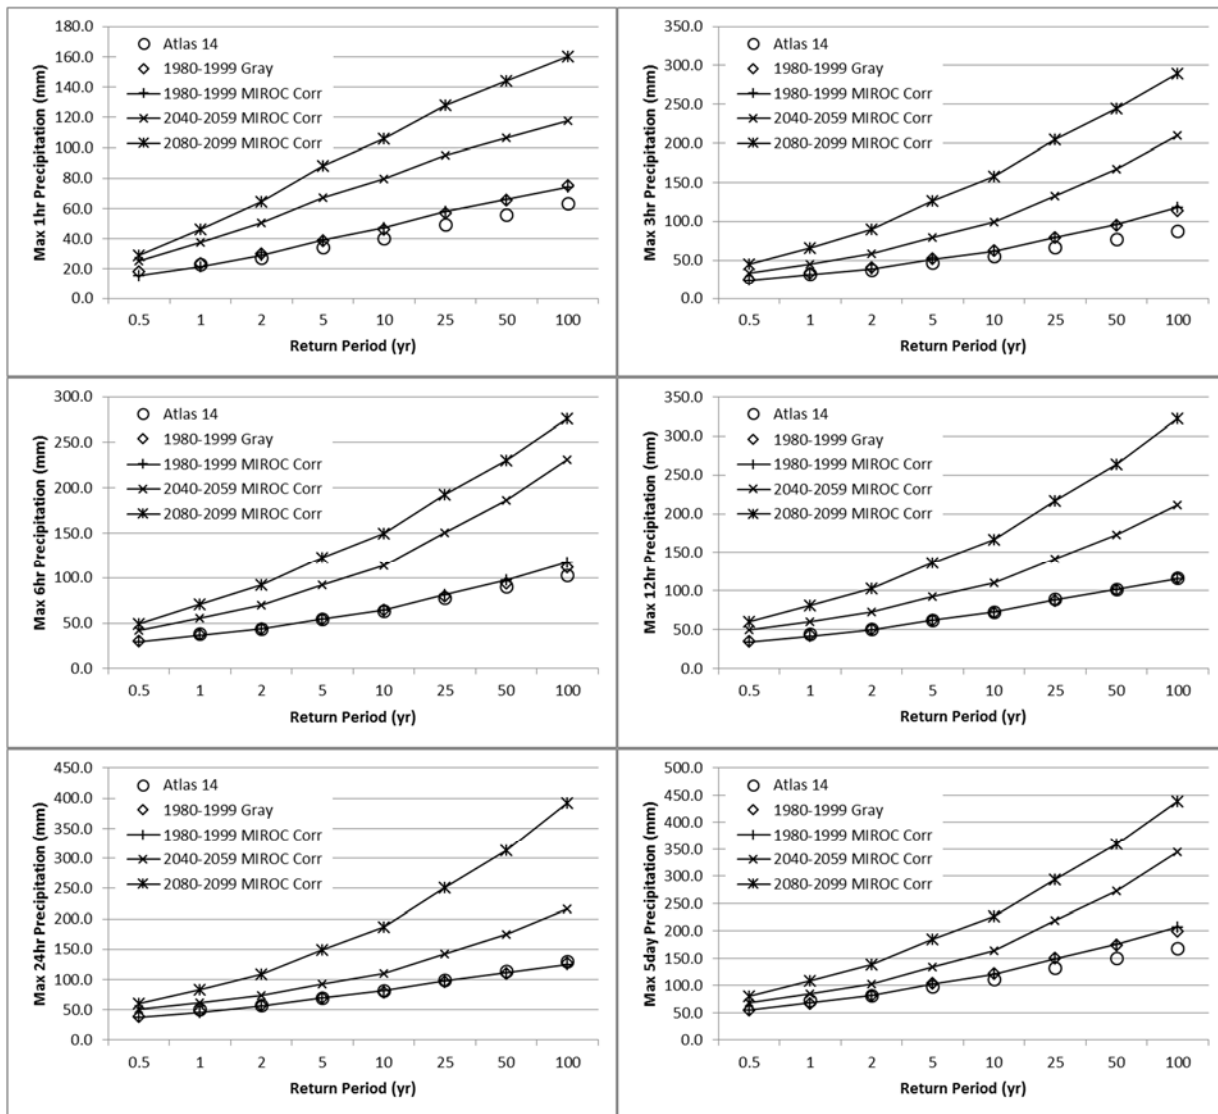 180.0
160.0
140.0
120.0
100.0
80.0
60.0
40.0
20.0
0.0
Max 1hr Precipitation (mm)
Atlas 14
1980-1999 Gray
1980-1999 MIROC Corr
2040-2059 MIROC Corr
2080-2099 MIROC Corr
0.5 1 2 5 10 25 50 100
Return Period (yr)
350.0
300.0
250.0
200.0
150.0
100.0
50.0
0.0
Max 3hr Precipitation (mm)
Atlas 14
1980-1999 Gray
1980-1999 MIROC Corr
2040-2059 MIROC Corr
2080-2099 MIROC Corr
0.5 1 2 5 10 25 50 100
Return Period (yr)
300.0
250.0
200.0
150.0
100.0
50.0
0.0
Max 6hr Precipitation (mm)
Atlas 14
1980-1999 Gray
1980-1999 MIROC Corr
2040-2059 MIROC Corr
2080-2099 MIROC Corr
0.5 1 2 5 10 25 50 100
Return Period (yr)
350.0
300.0
250.0
200.0
150.0
100.0
50.0
0.0
Max 12hr Precipitation (mm)
Atlas 14
1980-1999 Gray
1980-1999 MIROC Corr
2040-2059 MIROC Corr
2080-2099 MIROC Corr
0.5 1 2 5 10 25 50 100
Return Period (yr)
450.0
400.0
350.0
300.0
250.0
200.0
150.0
100.0
50.0
0.0
Max 24hr Precipitation (mm)
Atlas 14
1980-1999 Gray
1980-1999 MIROC Corr
2040-2059 MIROC Corr
2080-2099 MIROC Corr
0.5 1 2 5 10 25 50 100
Return Period (yr)
500.0
450.0
400.0
350.0
300.0
250.0
200.0
150.0
100.0
50.0
0.0
Max 5day Precipitation (mm)
Atlas 14
1980-1999 Gray
1980-1999 MIROC Corr
2040-2059 MIROC Corr
2080-2099 MIROC Corr
0.5 1 2 5 10 25 50 100
Return Period (yr)